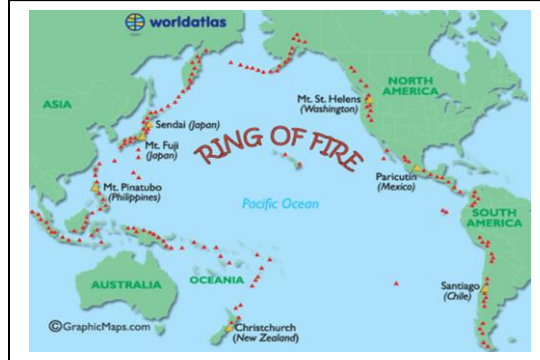 worldatlas
NORTH
AMERICA
ASIA
Mt. St. Helens
(Washington)
Sendai (Japan)
Mt. Fuji
(Japan)
RING OF FIRE
Paricutin
(Mexico)
Mt. Pinatubo
(Philippines)
Pacific Ocean
SOUTH
AMERICA
AUSTRALIA
OCEANIA
Santiago
(Chile)
©GraphicMaps.com
Christchurch
(New Zealand)